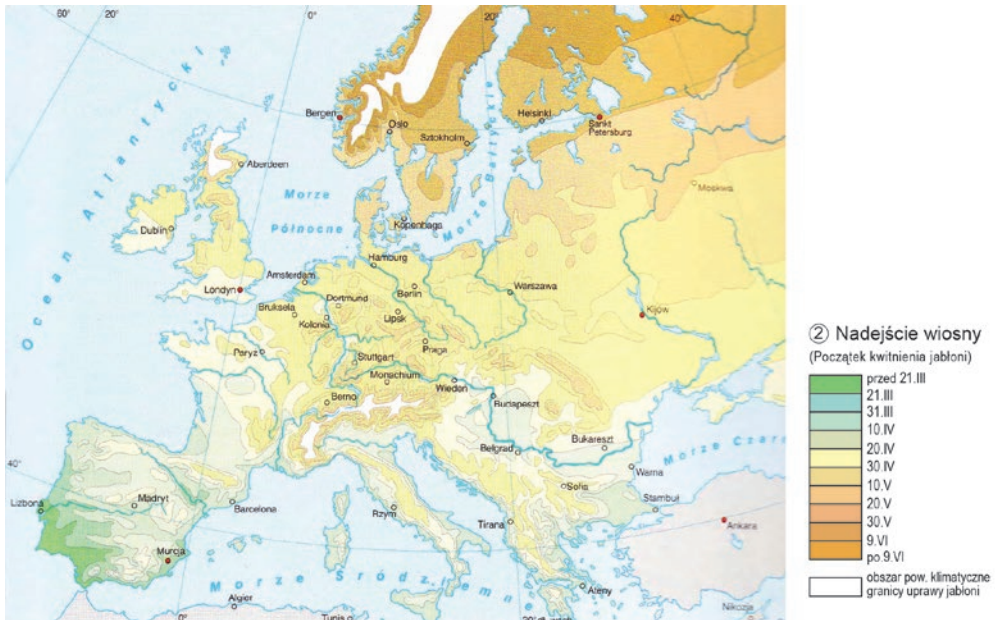 60° 20° 0° 20° 40°
Ocean Atlantycki
Bergen
Oslo
Helsinki
Sankt
Petersburg
Sztokholm
Aberdeen
Morze
Północne
Morze Bałtyckie
Moskwa
Dublin
Kopenhaga
Hamburg
Amsterdam
Londyn
Berlin
Warszawa
Dortmund
Bruksela
Kolonia
Lipsk
Kijów
Praga
Paryż
Stuttgart
Monachium
Wiedeń
Berno
Budapeszt
Belgrad
Bukareszt
Morze Czarn
40°
Warna
Sofia
Stambuł
Lizbona
Madryt
Barcelona
Rzym
Tirana
Ankara
Murcja
Morze Śródziemne
Ateny
Algier
0°
Tunis
20°
Nikozja
② Nadejście wiosny
(Początek kwitnienia jabłoni)
przed 21.III
21.III
31.III
10.IV
20.IV
30.IV
10.V
20.V
30.V
9.VI
po 9.VI
obszar pow. klimatyczne
granicy uprawy jabłoni